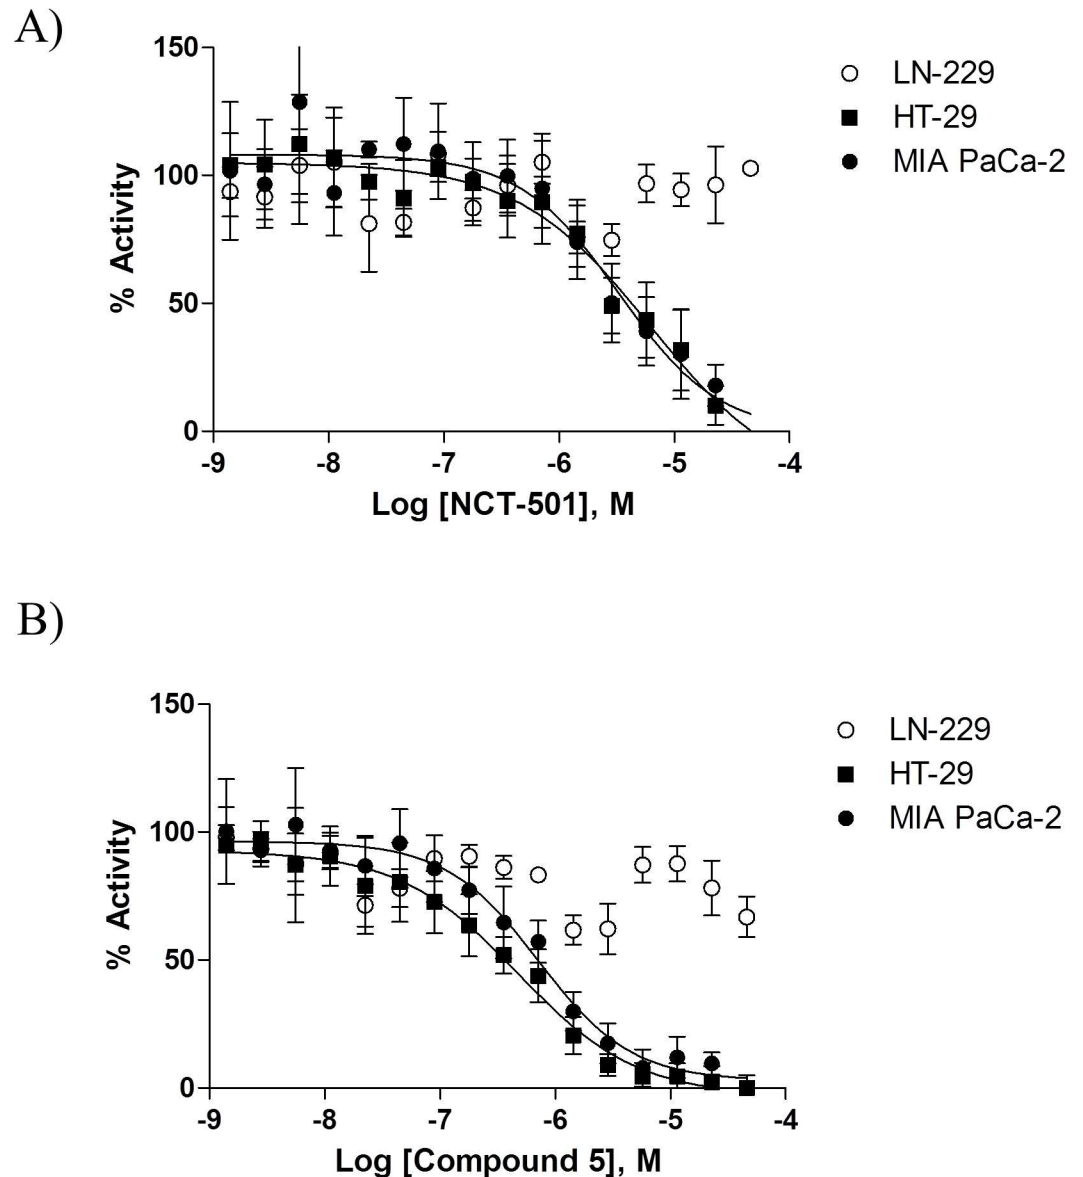 A)
150
100
50
0
% Activity
-9 -8 -7 -6 -5 -4
Log [NCT-501], M
LN-229
HT-29
MIA PaCa-2
B)
150
100
50
0
% Activity
-9 -8 -7 -6 -5 -4
Log [Compound 5], M
LN-229
HT-29
MIA PaCa-2